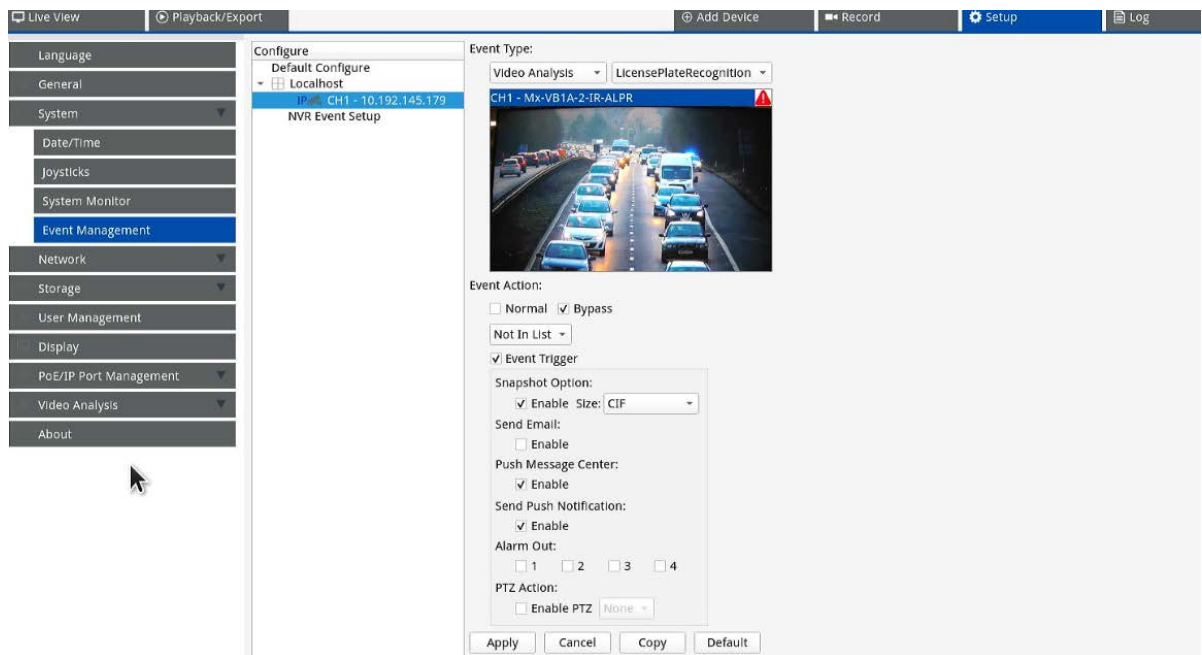 Live View
Playback/Export
Add Device
Record
Setup
Log
Language
General
System
Date/Time
Joysticks
System Monitor
Event Management
Network
Storage
User Management
Display
PoE/IP Port Management
Video Analysis
About
Configure
Default Configure
Localhost
IP CH1 - 10.192.145.179
NVR Event Setup
Event Type:
Video Analysis LicensePlateRecognition
CH1 - Mx-VB1A-2-IR-ALPR
Event Action:
Normal Bypass
Not In List
Event Trigger
Snapshot Option:
Enable Size: CIF
Send Email:
Enable
Push Message Center:
Enable
Send Push Notification:
Enable
Alarm Out:
1 2 3 4
PTZ Action:
Enable PTZ None
Apply Cancel Copy Default